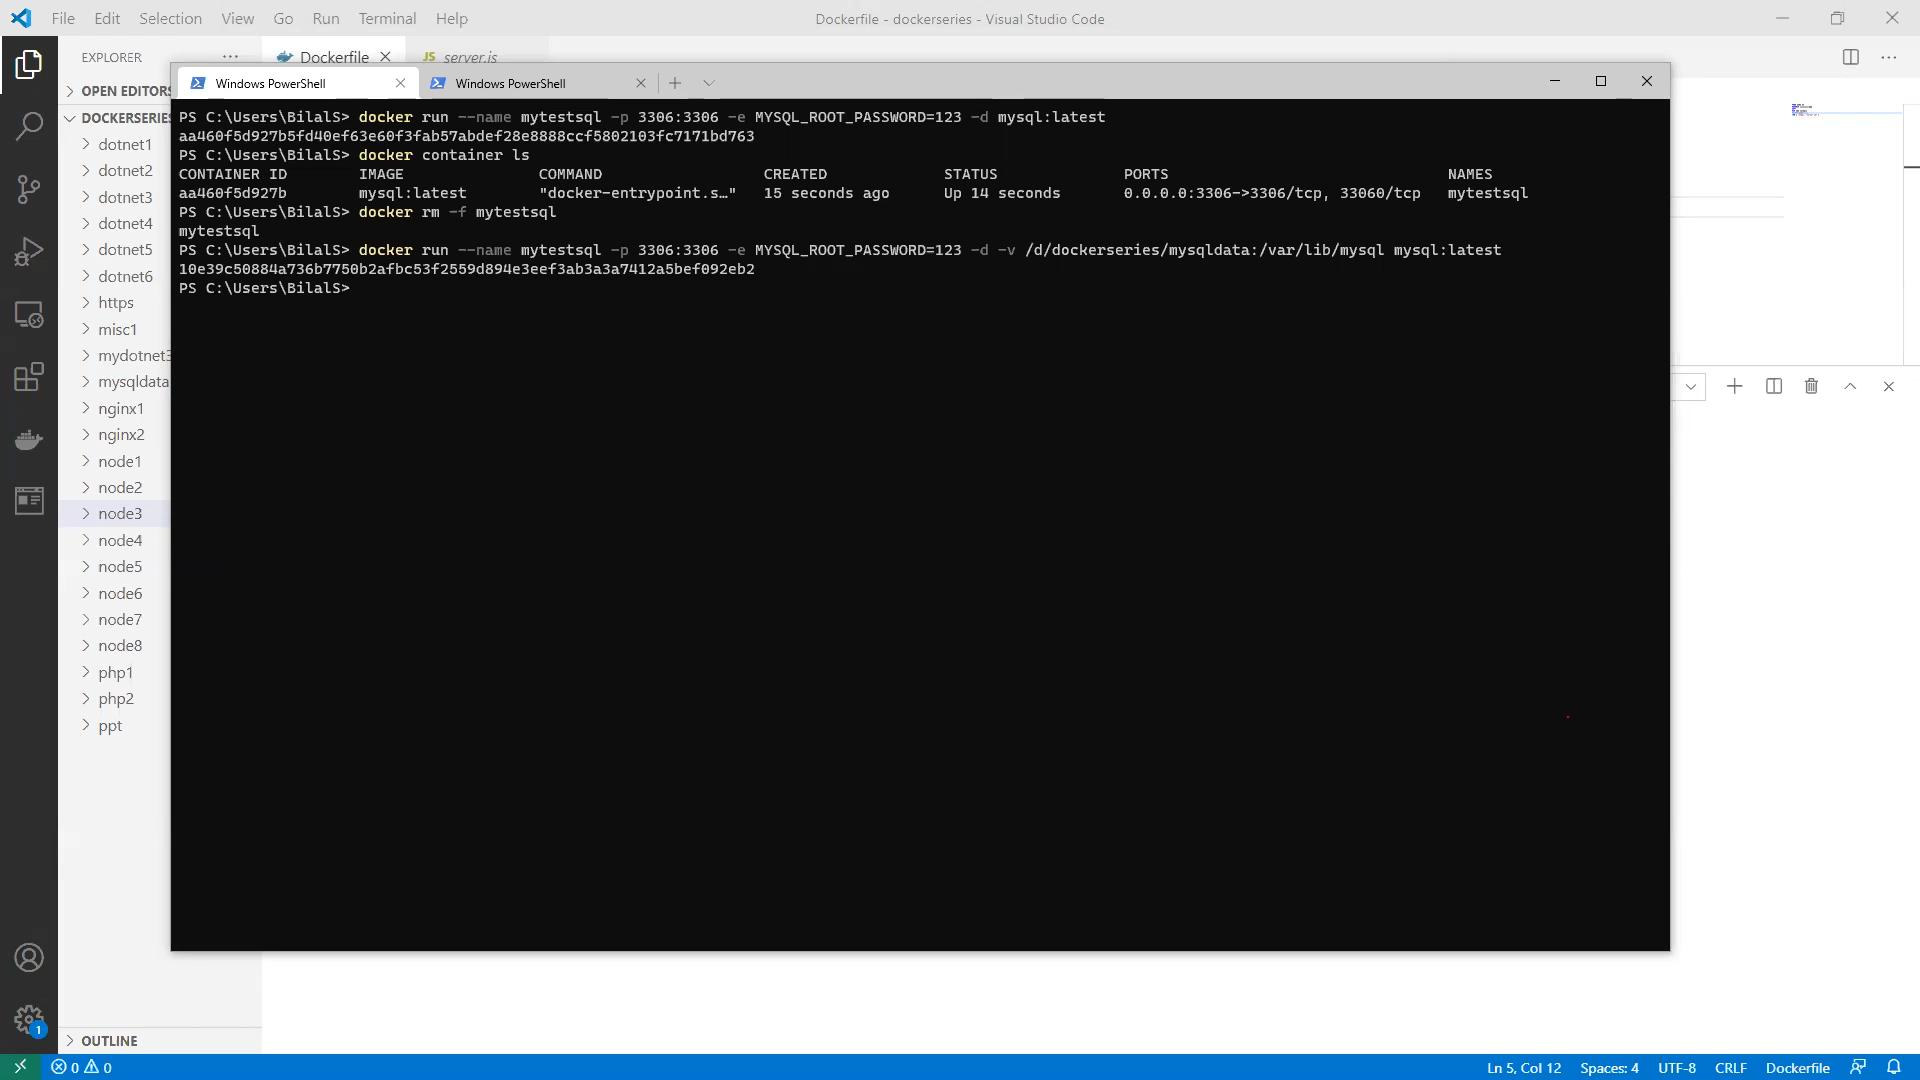 File Edit Selection View Go Run Terminal Help
Dockerfile - dockerseries - Visual Studio Code
EXPLORER
Dockerfile
JS server.js
OPEN EDITORS
DOCKERSERIES
dotnet1
dotnet2
dotnet3
dotnet4
dotnet5
dotnet6
https
misc1
mydotnet3
mysqldata
nginx1
nginx2
node1
node2
node3
node4
node5
node6
node7
node8
php1
php2
ppt
OUTLINE
Windows PowerShell
Windows PowerShell
PS C:\Users\BilalS> docker run --name mytestsql -p 3306:3306 -e MYSQL_ROOT_PASSWORD=123 -d mysql:latest
aa460f5d927b5fd40ef63e60f3fab57abdef28e8888ccf5802103fc7171bd763
PS C:\Users\BilalS> docker container ls
CONTAINER ID IMAGE COMMAND CREATED STATUS PORTS NAMES
aa460f5d927b mysql:latest "docker-entrypoint.s…" 15 seconds ago Up 14 seconds 0.0.0.0:3306->3306/tcp, 33060/tcp mytestsql
PS C:\Users\BilalS> docker rm -f mytestsql
mytestsql
PS C:\Users\BilalS> docker run --name mytestsql -p 3306:3306 -e MYSQL_ROOT_PASSWORD=123 -d -v /d/dockerseries/mysqldata:/var/lib/mysql mysql:latest
10e39c50884a736b7750b2afbc53f2559d894e3eef3ab3a3a7412a5bef092eb2
PS C:\Users\BilalS>
1
0 0
Ln 5, Col 12 Spaces: 4 UTF-8 CRLF Dockerfile